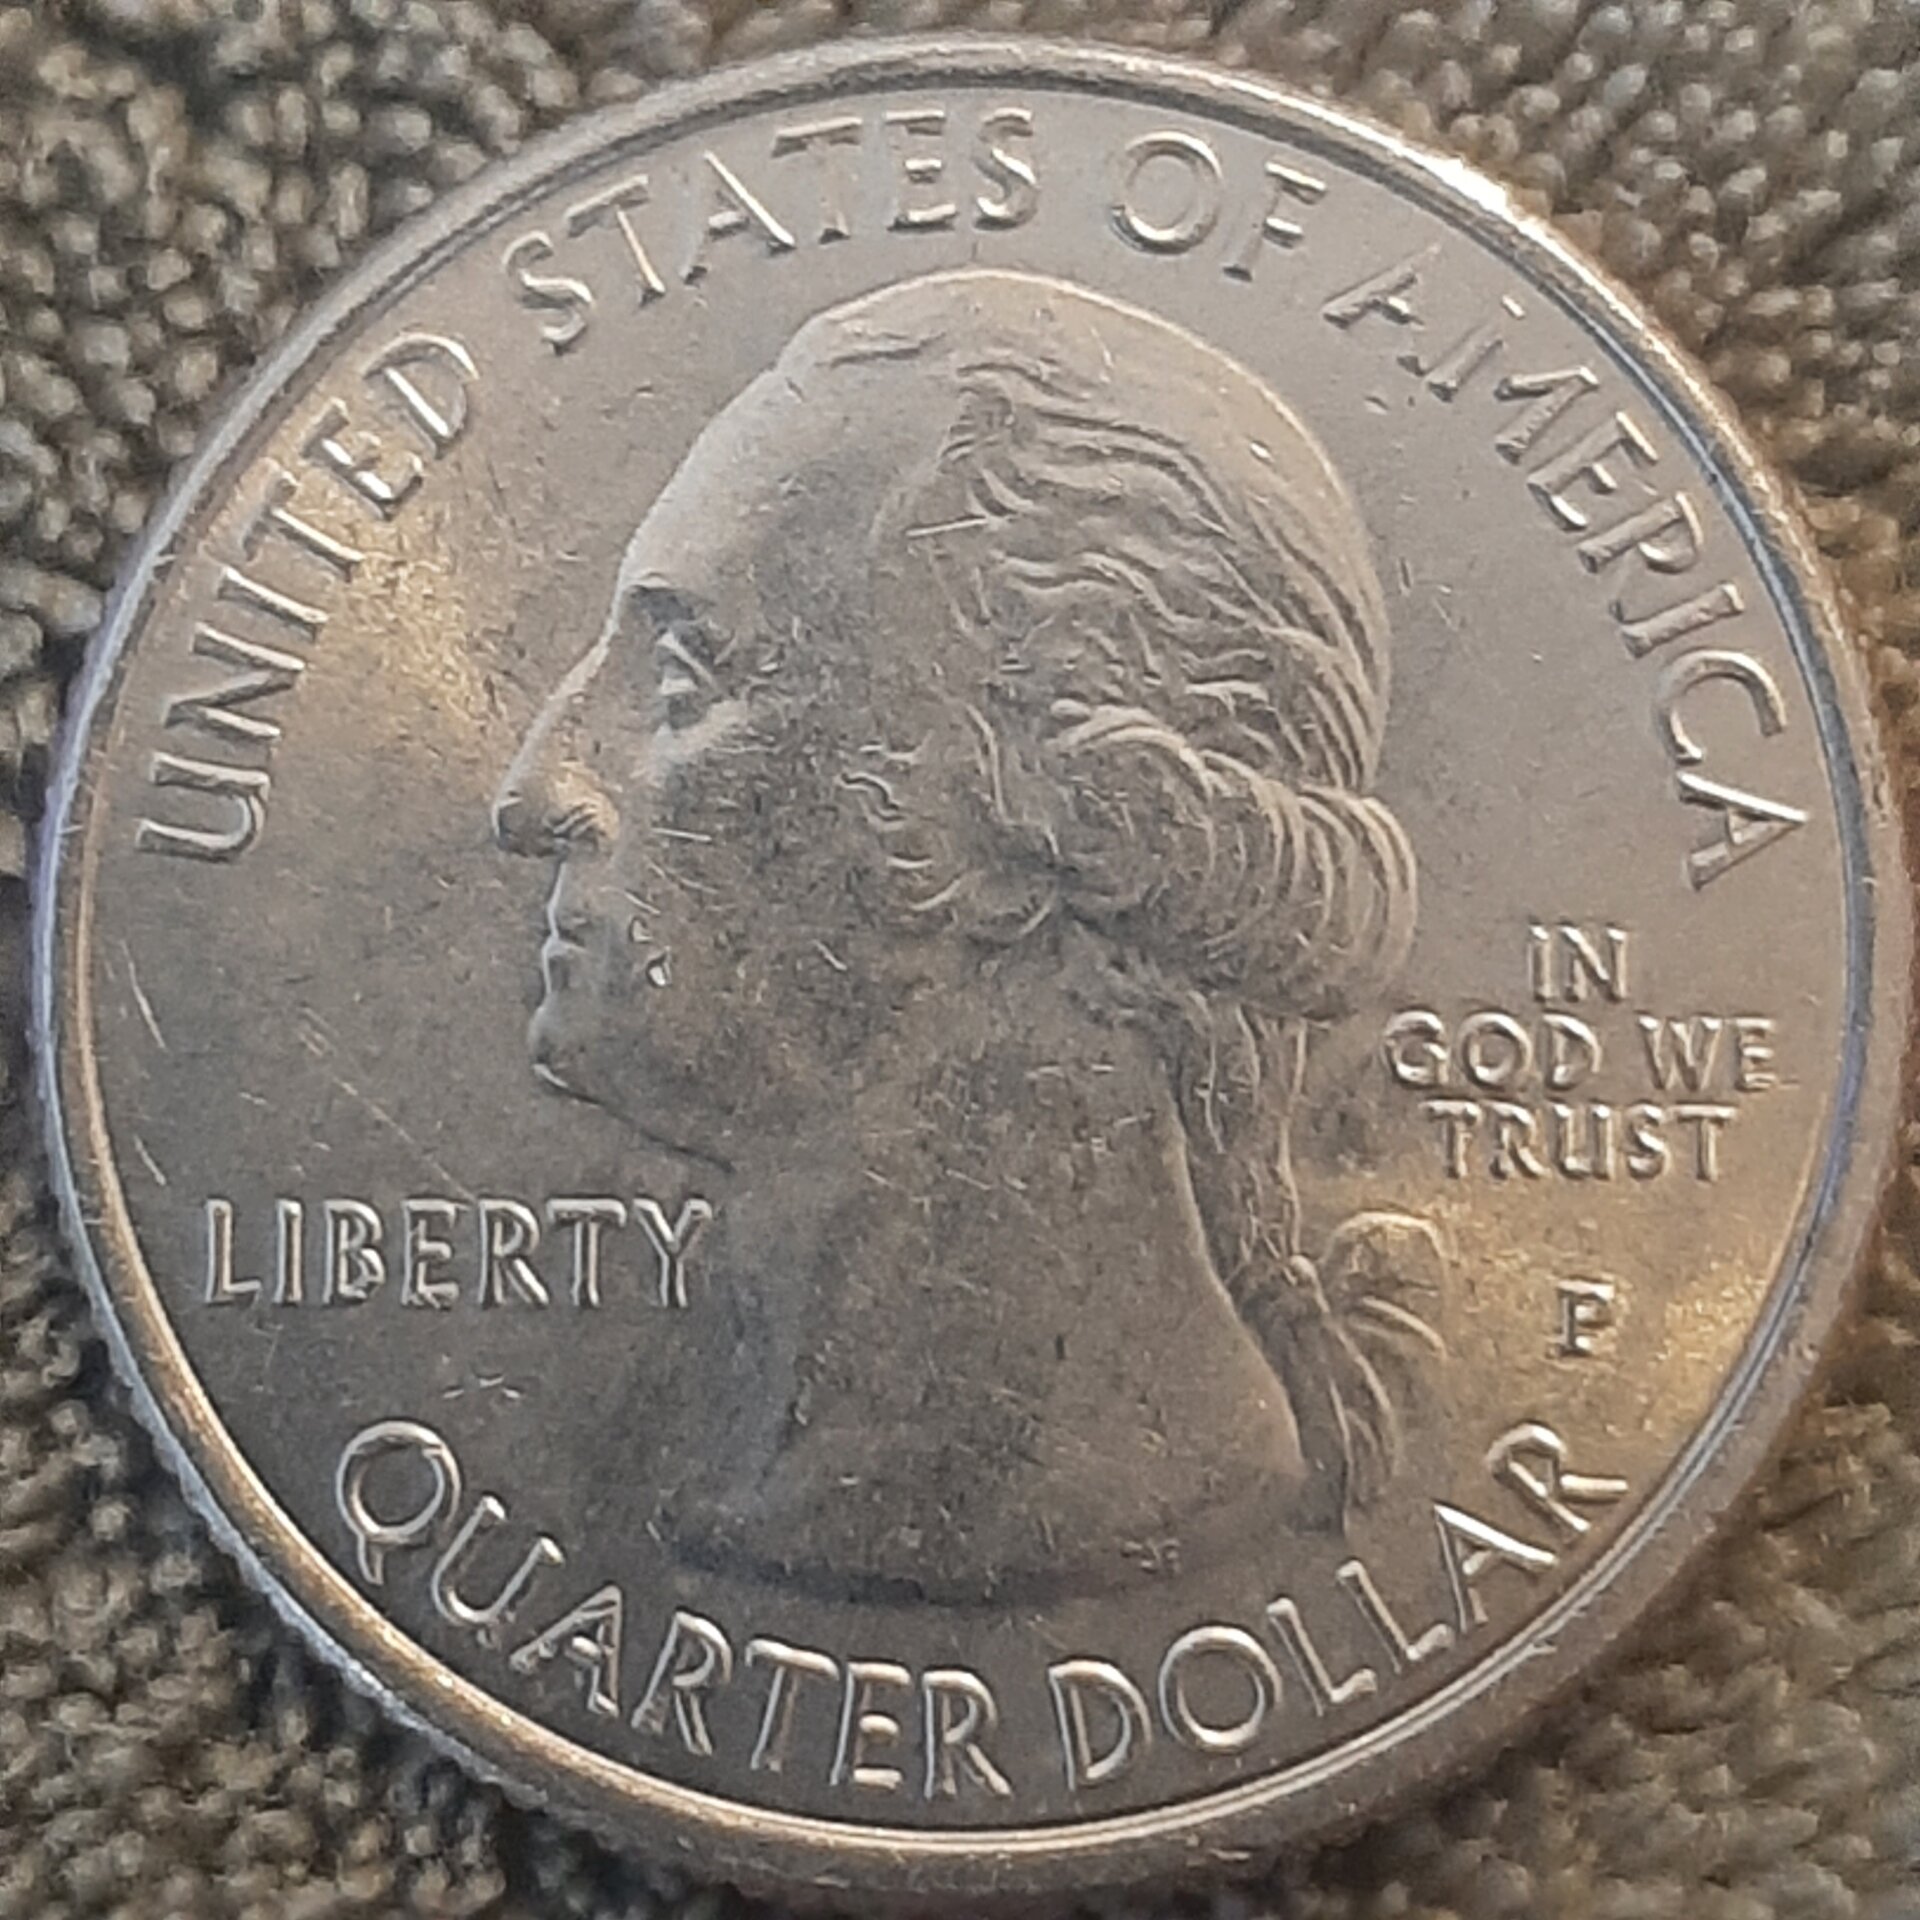 UNITED STATES OF AMERICA
IN
GOD WE
TRUST
LIBERTY
P
QUARTER DOLLAR